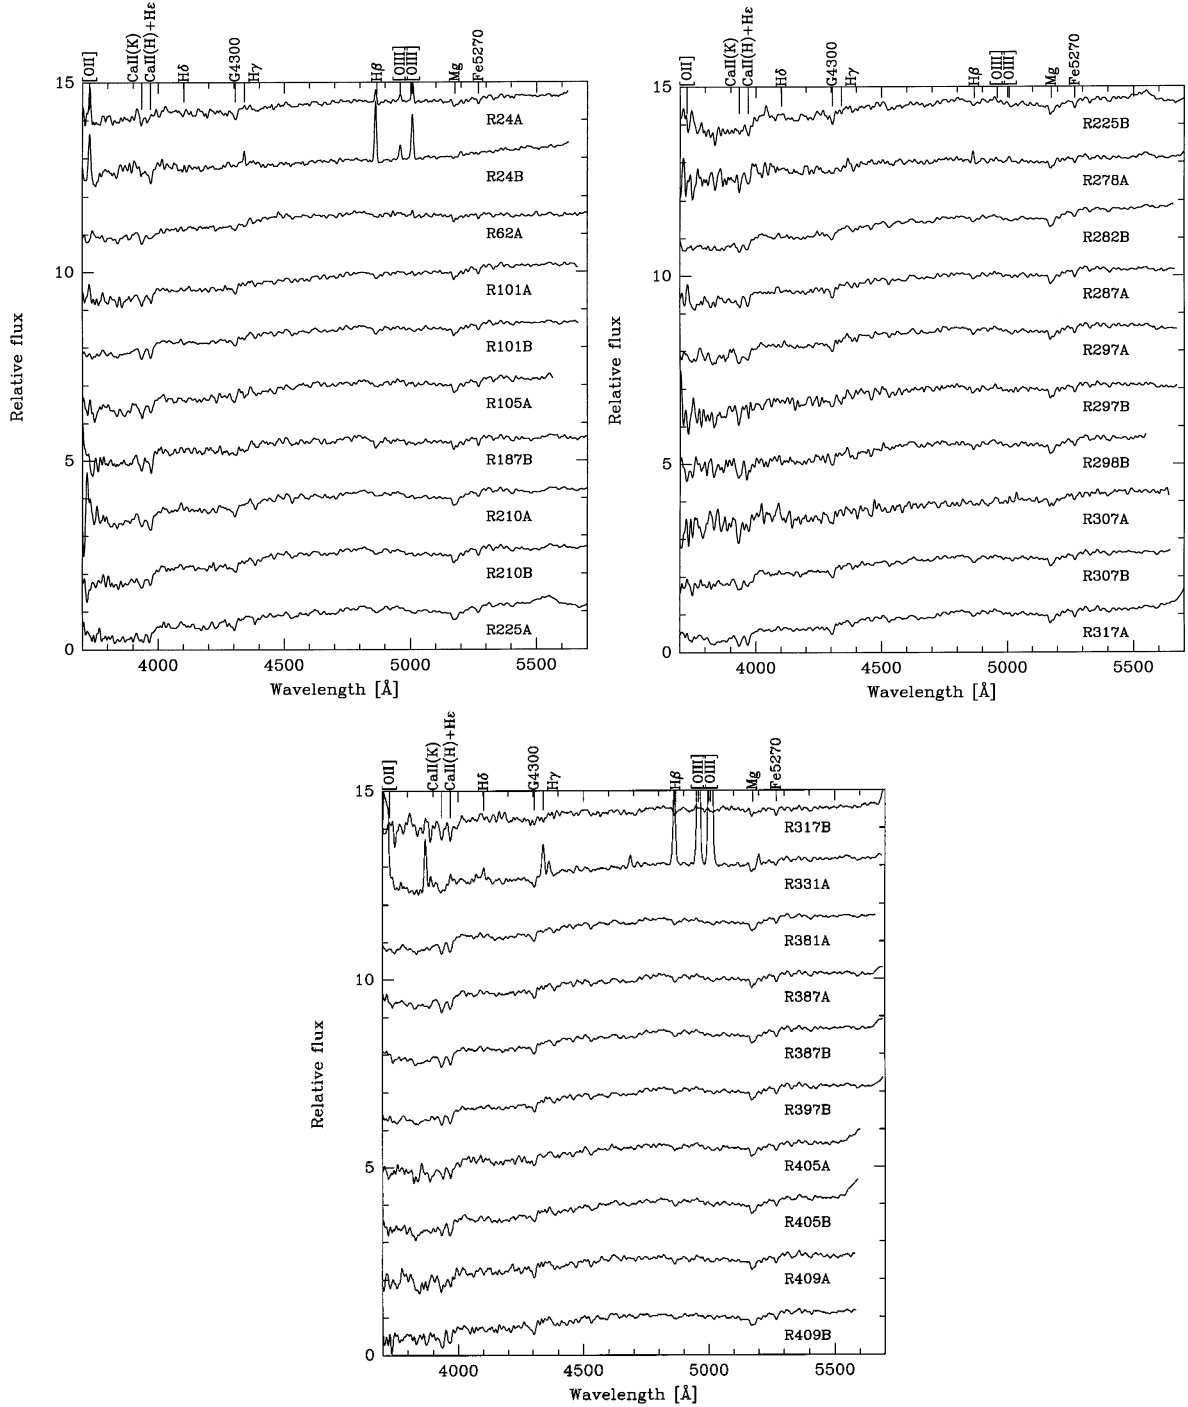 [OII]
CaII(K)
CaII(H)+Hε
Hδ
G4300
Hγ
Hβ
[OIII]
[OIII]
Mg
Fe5270
15
10
5
0
R24A
R24B
R62A
R101A
R101B
R105A
R187B
R210A
R210B
R225A
Relative flux
4000
4500
5000
5500
Wavelength [Å]
[OII]
CaII(K)
CaII(H)+Hε
Hδ
G4300
Hγ
Hβ
[OIII]
[OIII]
Mg
Fe5270
15
10
5
0
R225B
R278A
R282B
R287A
R297A
R297B
R298B
R307A
R307B
R317A
Relative flux
4000
4500
5000
5500
Wavelength [Å]
[OII]
CaII(K)
CaII(H)+Hε
Hδ
G4300
Hγ
Hβ
[OIII]
[OIII]
Mg
Fe5270
15
10
5
0
R317B
R331A
R381A
R387A
R387B
R397B
R405A
R405B
R409A
R409B
Relative flux
4000
4500
5000
5500
Wavelength [Å]